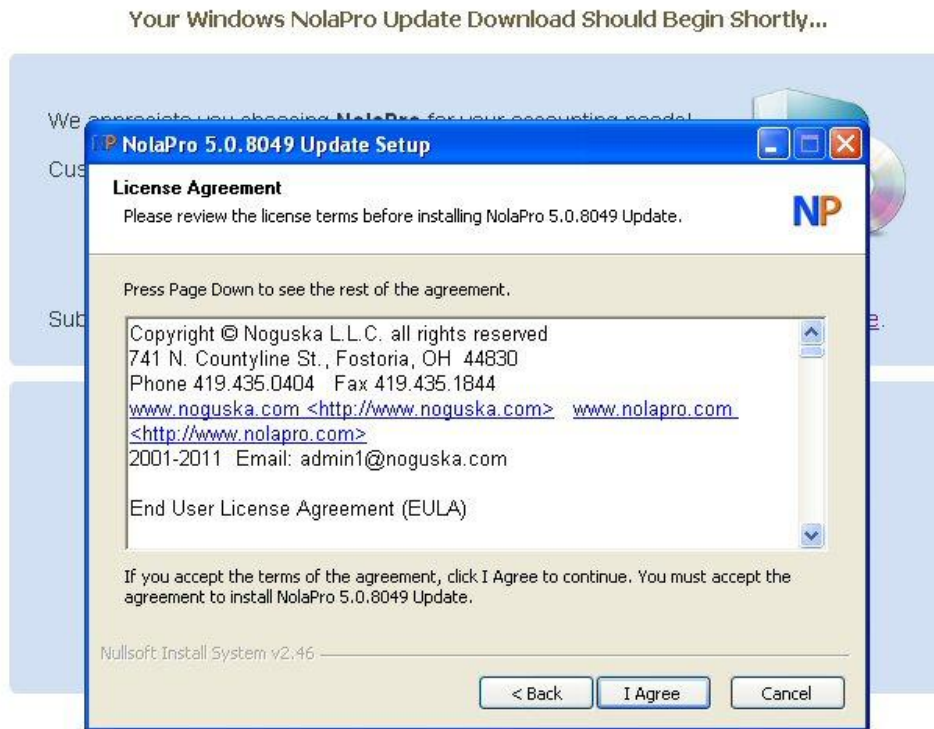 Your Windows NolaPro Update Download Should Begin Shortly...
We
NP NolaPro 5.0.8049 Update Setup
Cus
License Agreement
Please review the license terms before installing NolaPro 5.0.8049 Update.
NP
Press Page Down to see the rest of the agreement.
Sub
e.
Copyright © Noguska L.L.C. all rights reserved
741 N. Countyline St., Fostoria, OH 44830
Phone 419.435.0404 Fax 419.435.1844
www.noguska.com <http://www.noguska.com> www.nolapro.com
<http://www.nolapro.com>
2001-2011 Email: admin1@noguska.com
End User License Agreement (EULA)
If you accept the terms of the agreement, click I Agree to continue. You must accept the
agreement to install NolaPro 5.0.8049 Update.
Nullsoft Install System v2.46
< Back I Agree Cancel